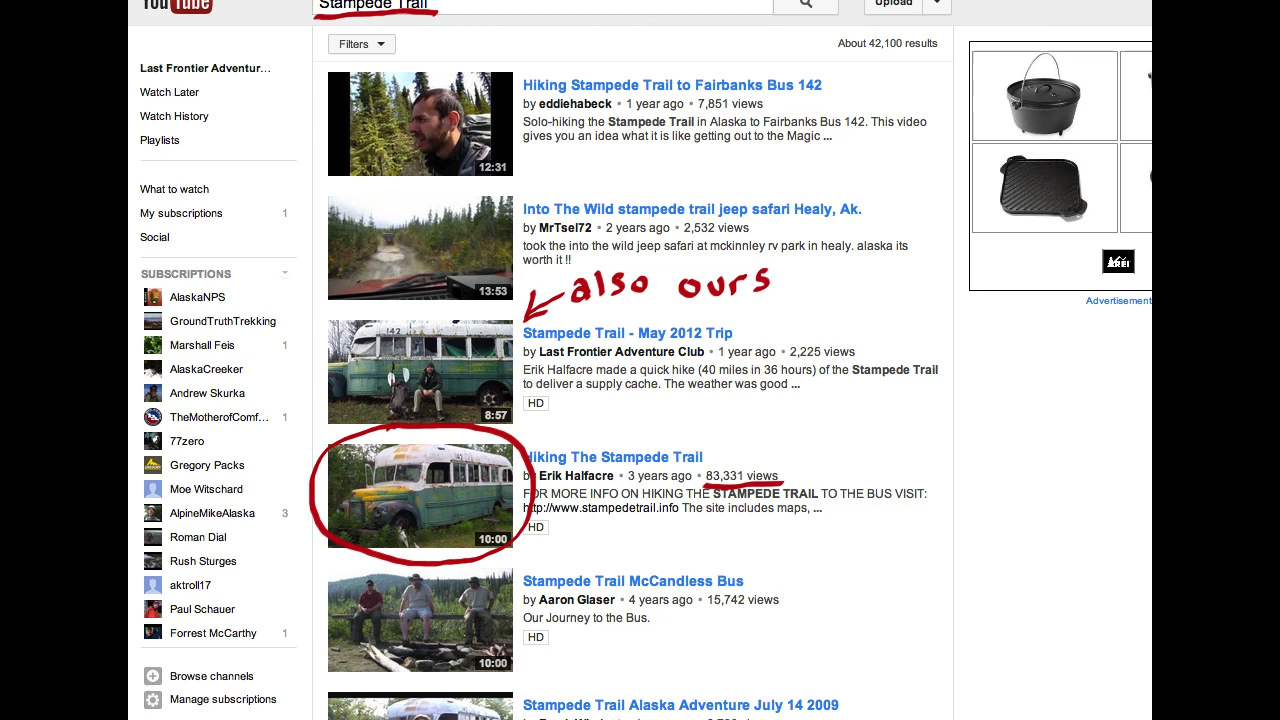 YouTube
Stampede Trail
Upload
Filters
About 42,100 results
Last Frontier Adventur...
Watch Later
Watch History
Playlists
What to watch
My subscriptions 1
Social
SUBSCRIPTIONS
AlaskaNPS
GroundTruthTrekking
Marshall Feis 1
AlaskaCreeker
Andrew Skurka
TheMotherofComf... 1
77zero
Gregory Packs
Moe Witschard
AlpineMikeAlaska 3
Roman Dial
Rush Sturges
aktroll17
Paul Schauer
Forrest McCarthy 1
Browse channels
Manage subscriptions
12:31
Hiking Stampede Trail to Fairbanks Bus 142
by eddiehabeck • 1 year ago • 7,851 views
Solo-hiking the Stampede Trail in Alaska to Fairbanks Bus 142. This video
gives you an idea what it is like getting out to the Magic ...
13:53
Into The Wild stampede trail jeep safari Healy, Ak.
by MrTsel72 • 2 years ago • 2,532 views
took the into the wild jeep safari at mckinnley rv park in healy. alaska its
worth it !!
also ours
142
8:57
Stampede Trail - May 2012 Trip
by Last Frontier Adventure Club • 1 year ago • 2,225 views
Erik Halfacre made a quick hike (40 miles in 36 hours) of the Stampede Trail
to deliver a supply cache. The weather was good ...
HD
142
10:00
Hiking The Stampede Trail
by Erik Halfacre • 3 years ago • 83,331 views
FOR MORE INFO ON HIKING THE STAMPEDE TRAIL TO THE BUS VISIT:
http://www.stampedetrail.info The site includes maps, ...
HD
10:00
Stampede Trail McCandless Bus
by Aaron Glaser • 4 years ago • 15,742 views
Our Journey to the Bus.
HD
Stampede Trail Alaska Adventure July 14 2009
REI
Advertisement